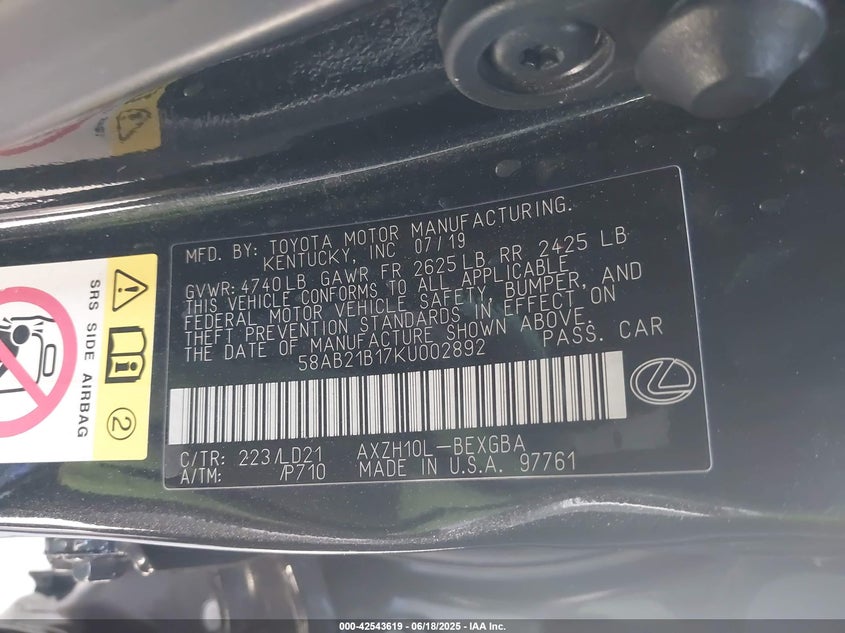 MFD. BY: TOYOTA MOTOR MANUFACTURING.
KENTUCKY, INC 07/19
GVWR: 4740LB GAWR FR 2625LB RR 2425 LB
THIS VEHICLE CONFORMS TO ALL APPLICABLE
FEDERAL MOTOR VEHICLE SAFETY, BUMPER, AND
THEFT PREVENTION STANDARDS IN EFFECT ON
THE DATE OF MANUFACTURE SHOWN ABOVE.
58AB21B17KU002892 PASS. CAR
C/TR: 223/LD21 AXZH10L-BEXGBA
A/TM: /P710 MADE IN U.S.A. 97761
SRS SIDE AIRBAG
2
000-42543619 - 06/18/2025 - IAA Inc.